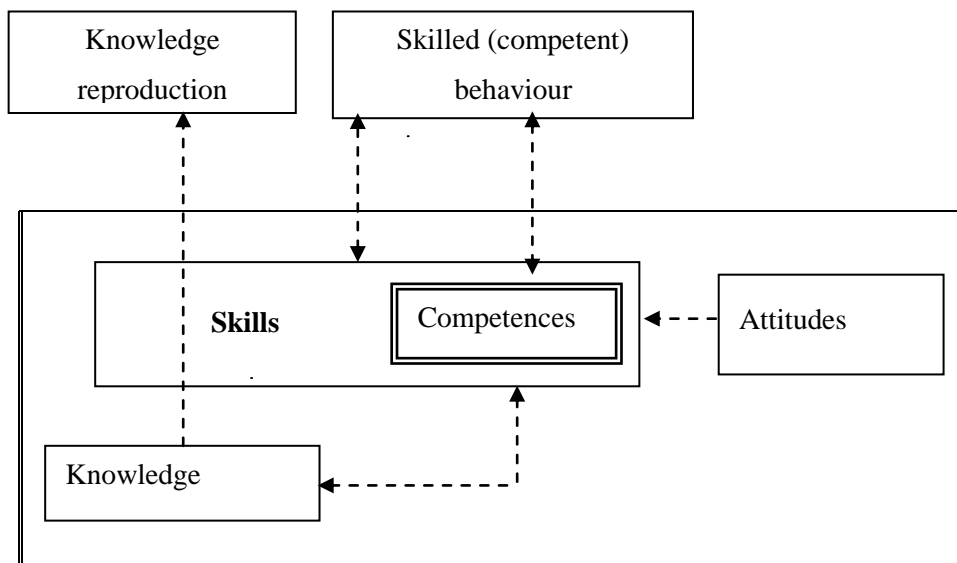 Knowledge
reproduction
Skilled (competent)
behaviour
Skills
Competences
Attitudes
Knowledge